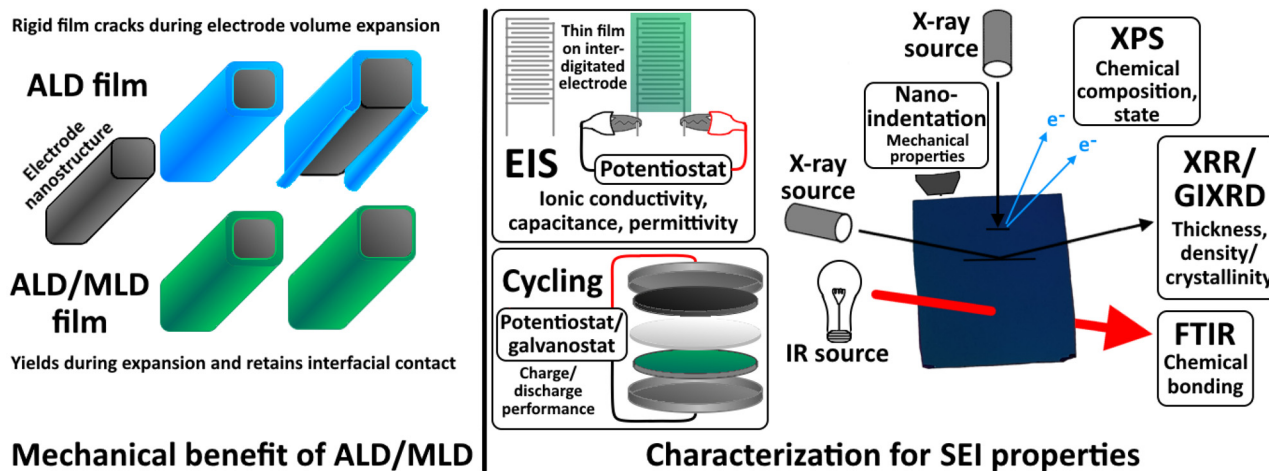 Rigid film cracks during electrode volume expansion
ALD film
Electrode
nanostructure
ALD/MLD
film
Yields during expansion and retains interfacial contact
Mechanical benefit of ALD/MLD
Thin film
on inter-
digitated
electrode
EIS
Potentiostat
Ionic conductivity,
capacitance, permittivity
Cycling
Potentiostat/
galvanostat
Charge/
discharge
performance
X-ray
source
XPS
Chemical
composition,
state
Nano-
indentation
Mechanical
properties
e-
e-
X-ray
source
XRR/
GIXRD
Thickness,
density/
crystallinity
IR source
FTIR
Chemical
bonding
Characterization for SEI properties